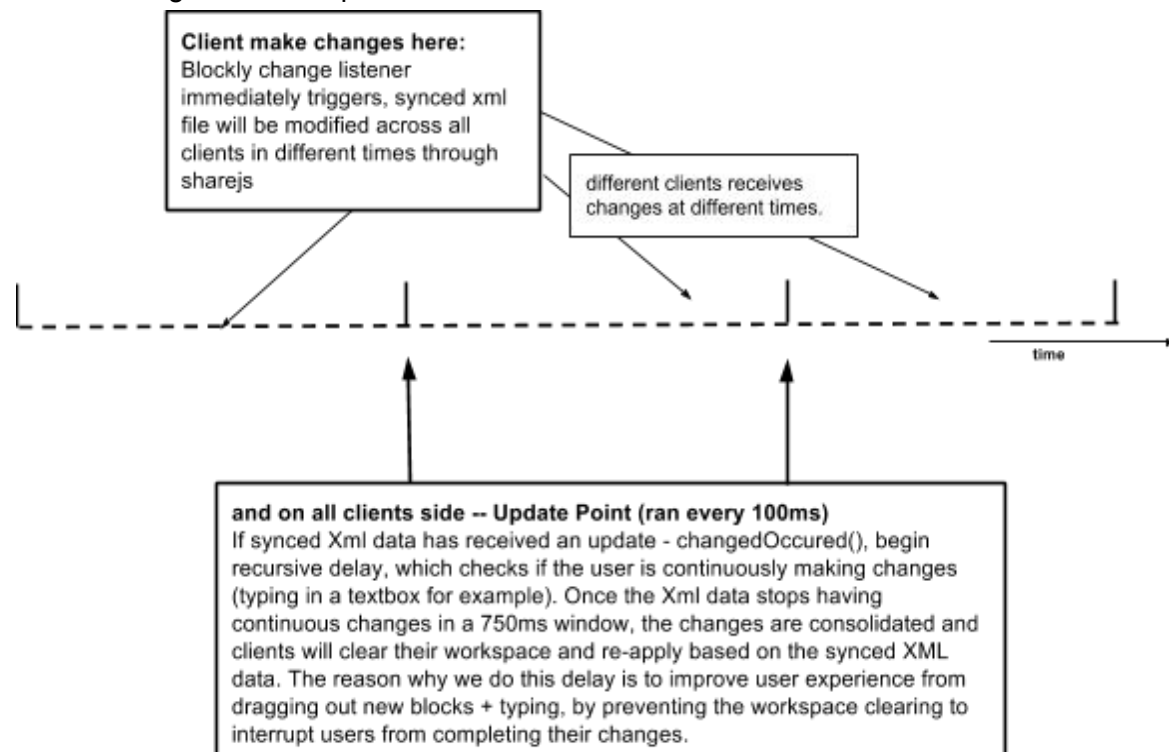 Client make changes here:
Blockly change listener
immediately triggers, synced xml
file will be modified across all
clients in different times through
sharejs
different clients receives
changes at different times.
time
and on all clients side -- Update Point (ran every 100ms)
If synced Xml data has received an update - changedOccured(), begin
recursive delay, which checks if the user is continuously making changes
(typing in a textbox for example). Once the Xml data stops having
continuous changes in a 750ms window, the changes are consolidated and
clients will clear their workspace and re-apply based on the synced XML
data. The reason why we do this delay is to improve user experience from
dragging out new blocks + typing, by preventing the workspace clearing to
interrupt users from completing their changes.